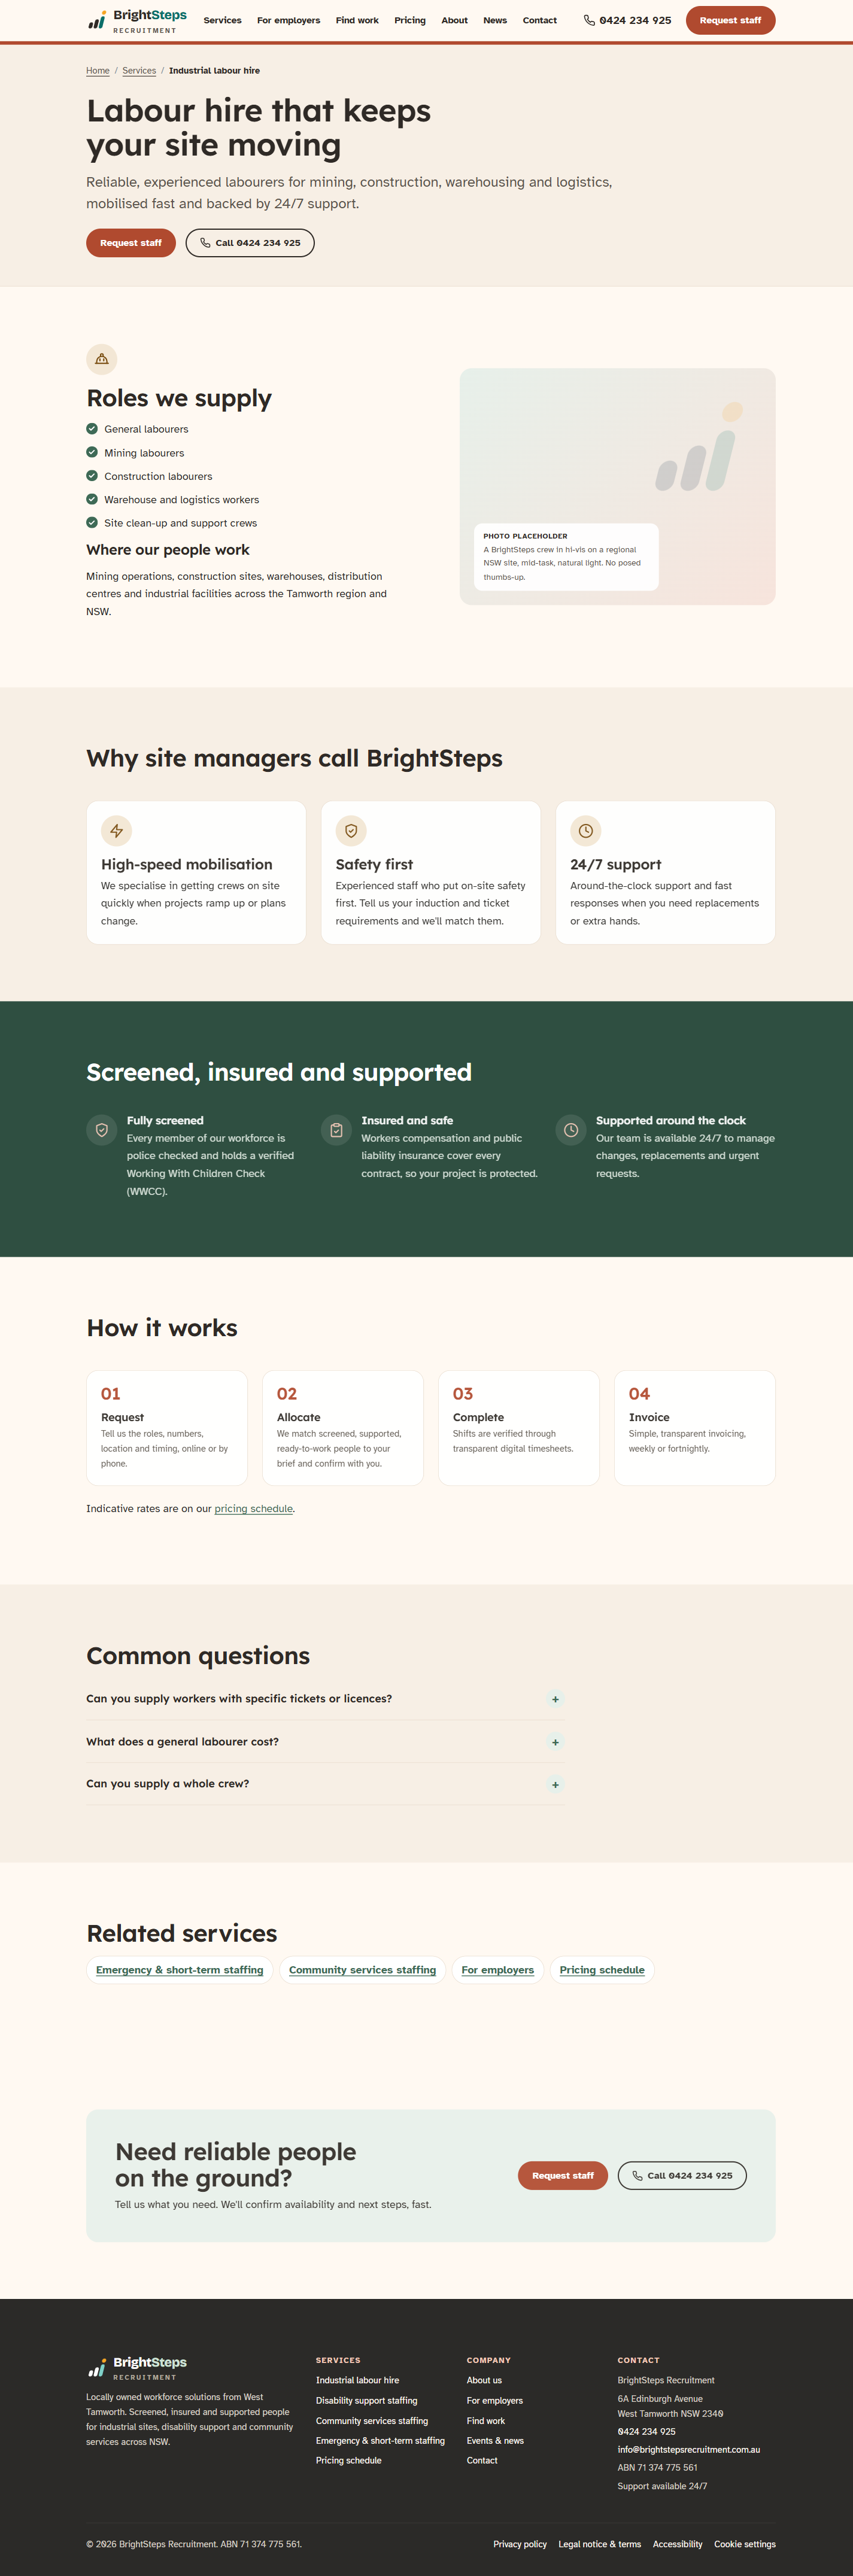 BrightSteps
RECRUITMENT
Services For employers Find work Pricing About News Contact
0424 234 925
Request staff
Home / Services / Industrial labour hire
Labour hire that keeps
your site moving
Reliable, experienced labourers for mining, construction, warehousing and logistics,
mobilised fast and backed by 24/7 support.
Request staff
Call 0424 234 925
Roles we supply
General labourers
Mining labourers
Construction labourers
Warehouse and logistics workers
Site clean-up and support crews
Where our people work
Mining operations, construction sites, warehouses, distribution
centres and industrial facilities across the Tamworth region and
NSW.
PHOTO PLACEHOLDER
A BrightSteps crew in hi-vis on a regional
NSW site, mid-task, natural light. No posed
thumbs-up.
Why site managers call BrightSteps
High-speed mobilisation
We specialise in getting crews on site
quickly when projects ramp up or plans
change.
Safety first
Experienced staff who put on-site safety
first. Tell us your induction and ticket
requirements and we'll match them.
24/7 support
Around-the-clock support and fast
responses when you need replacements
or extra hands.
Screened, insured and supported
Fully screened
Every member of our workforce is
police checked and holds a verified
Working With Children Check
(WWCC).
Insured and safe
Workers compensation and public
liability insurance cover every
contract, so your project is protected.
Supported around the clock
Our team is available 24/7 to manage
changes, replacements and urgent
requests.
How it works
01
Request
Tell us the roles, numbers,
location and timing, online or by
phone.
02
Allocate
We match screened, supported,
ready-to-work people to your
brief and confirm with you.
03
Complete
Shifts are verified through
transparent digital timesheets.
04
Invoice
Simple, transparent invoicing,
weekly or fortnightly.
Indicative rates are on our pricing schedule.
Common questions
Can you supply workers with specific tickets or licences? +
What does a general labourer cost? +
Can you supply a whole crew? +
Related services
Emergency & short-term staffing
Community services staffing
For employers
Pricing schedule
Need reliable people
on the ground?
Tell us what you need. We'll confirm availability and next steps, fast.
Request staff
Call 0424 234 925
BrightSteps
RECRUITMENT
Locally owned workforce solutions from West
Tamworth. Screened, insured and supported people
for industrial sites, disability support and community
services across NSW.
SERVICES
Industrial labour hire
Disability support staffing
Community services staffing
Emergency & short-term staffing
Pricing schedule
COMPANY
About us
For employers
Find work
Events & news
Contact
CONTACT
BrightSteps Recruitment
6A Edinburgh Avenue
West Tamworth NSW 2340
0424 234 925
info@brightstepsrecruitment.com.au
ABN 71 374 775 561
Support available 24/7
© 2026 BrightSteps Recruitment. ABN 71 374 775 561.
Privacy policy Legal notice & terms Accessibility Cookie settings